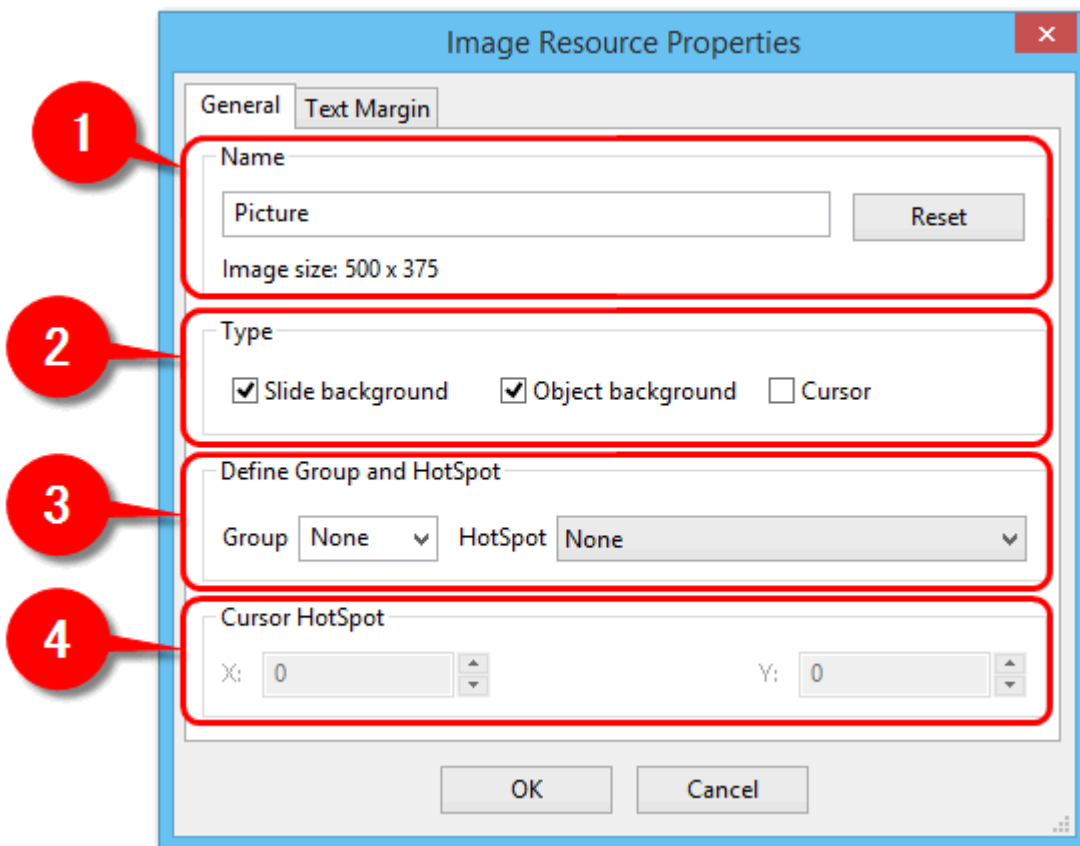 Image Resource Properties
General Text Margin
1
Name
Picture Reset
Image size: 500 x 375
2
Type
Slide background Object background Cursor
3
Define Group and HotSpot
Group None HotSpot None
4
Cursor HotSpot
X: 0 Y: 0
OK Cancel